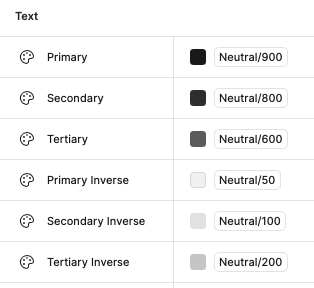 Text
Primary Neutral/900
Secondary Neutral/800
Tertiary Neutral/600
Primary Inverse Neutral/50
Secondary Inverse Neutral/100
Tertiary Inverse Neutral/200